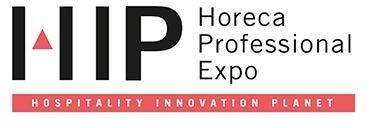 HIP
Horeca
Professional
Expo
HOSPITALITY INNOVATION PLANET